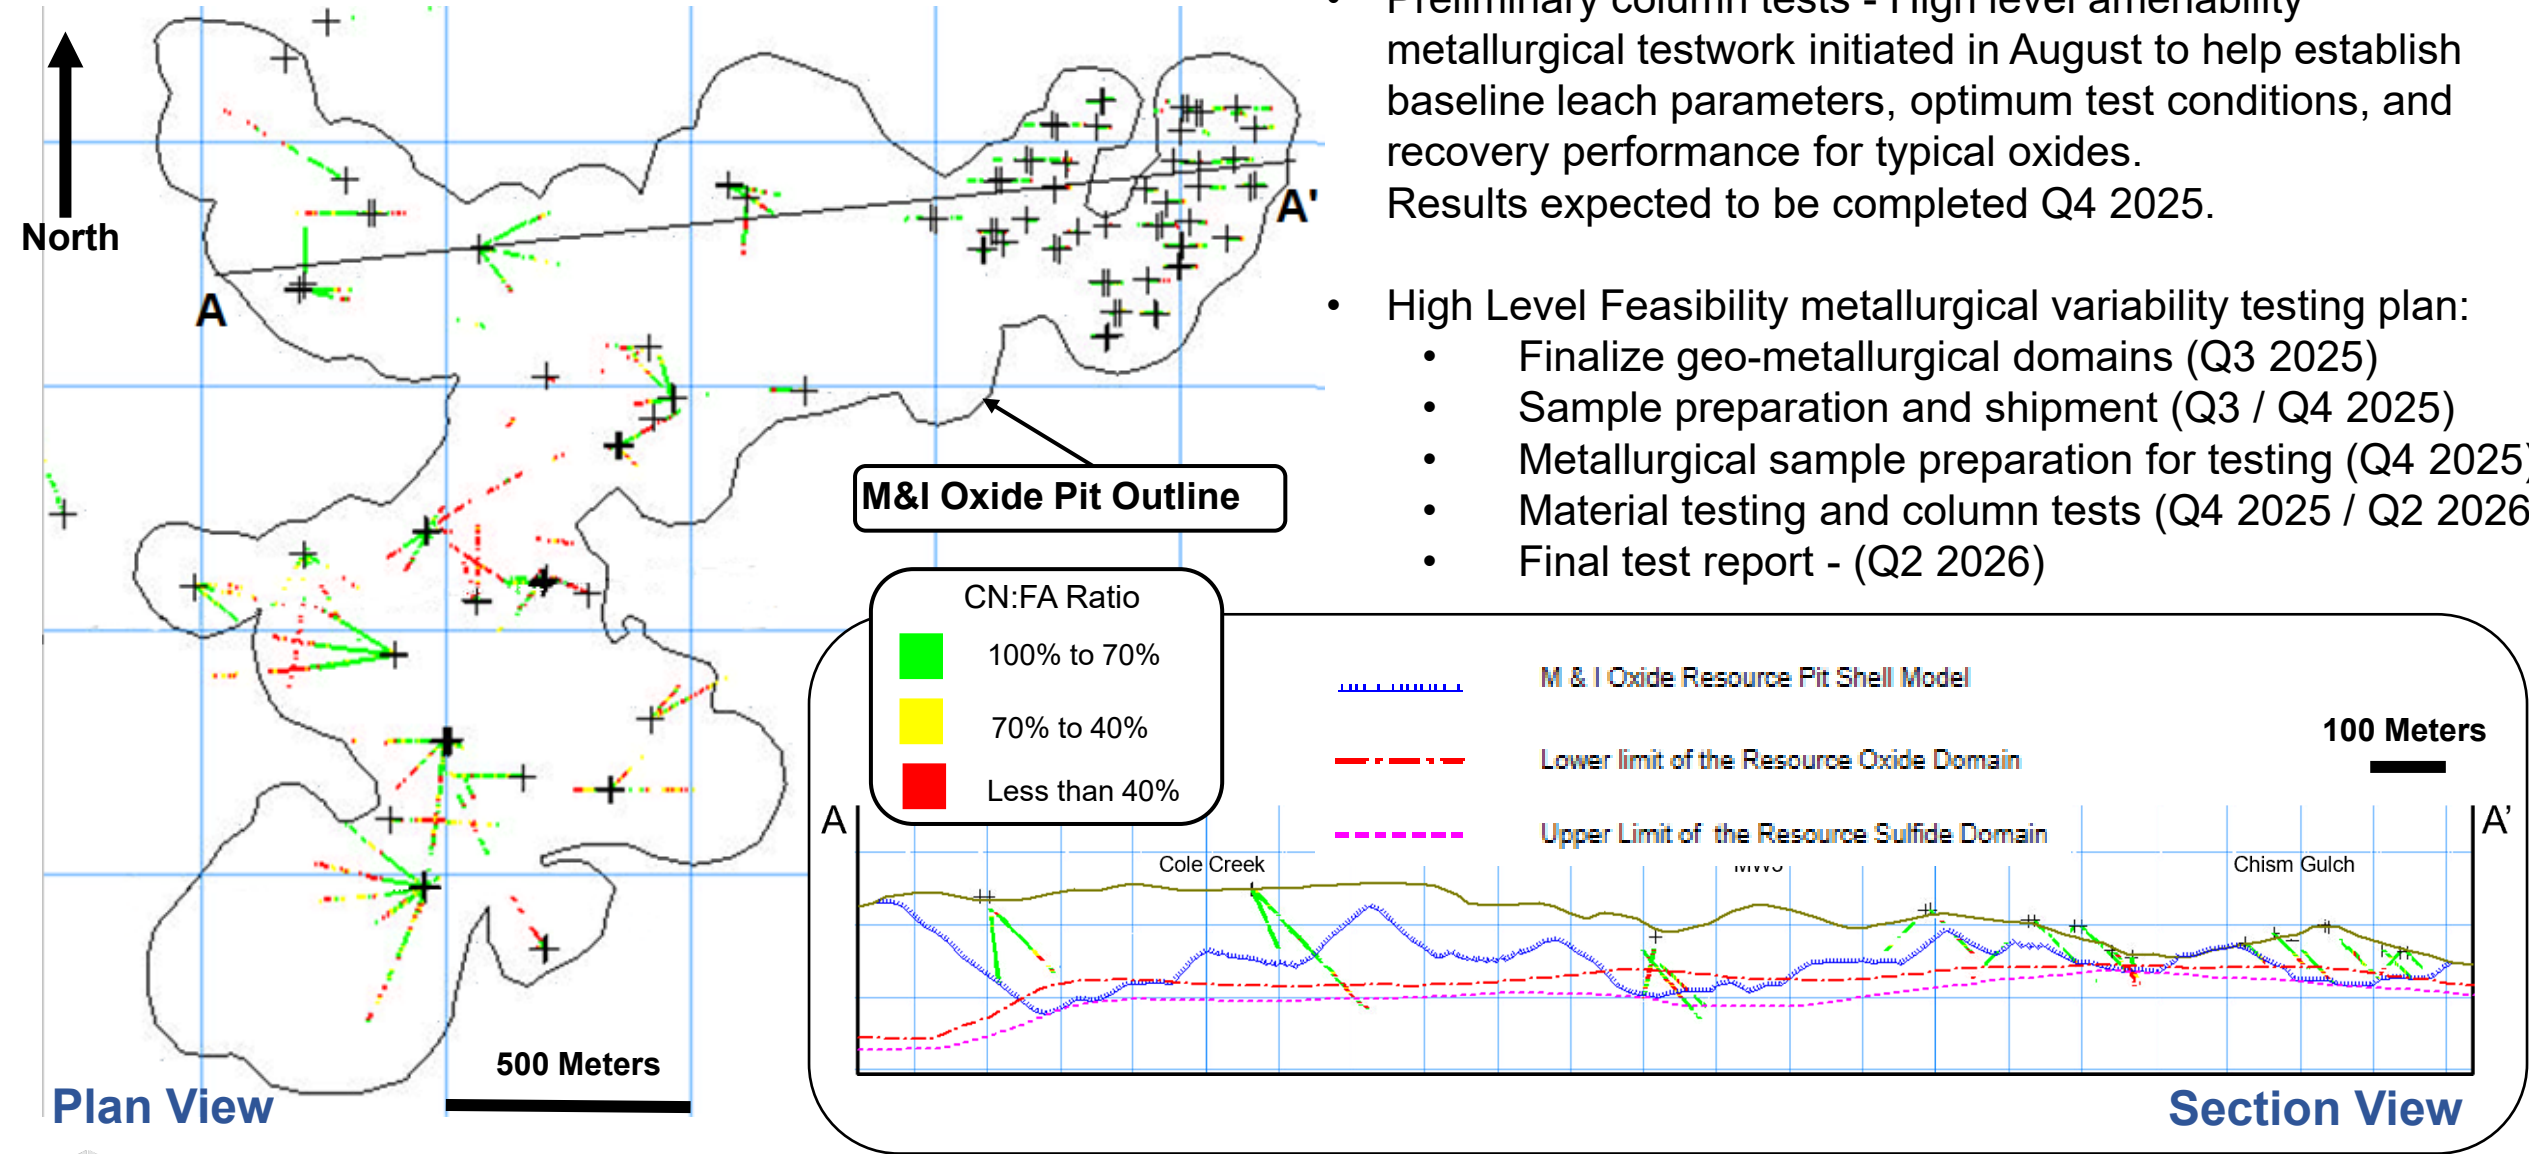 Preliminary column tests - High level amenability
metallurgical testwork initiated in August to help establish
baseline leach parameters, optimum test conditions, and
recovery performance for typical oxides.
Results expected to be completed Q4 2025.
• High Level Feasibility metallurgical variability testing plan:
• Finalize geo-metallurgical domains (Q3 2025)
• Sample preparation and shipment (Q3 / Q4 2025)
• Metallurgical sample preparation for testing (Q4 2025)
• Material testing and column tests (Q4 2025 / Q2 2026
• Final test report - (Q2 2026)
North
A
A'
M&I Oxide Pit Outline
CN:FA Ratio
100% to 70%
70% to 40%
Less than 40%
500 Meters
Plan View
M & I Oxide Resource Pit Shell Model
Lower limit of the Resource Oxide Domain
Upper Limit of the Resource Sulfide Domain
100 Meters
A
A’
Cole Creek
Chism Gulch
Section View